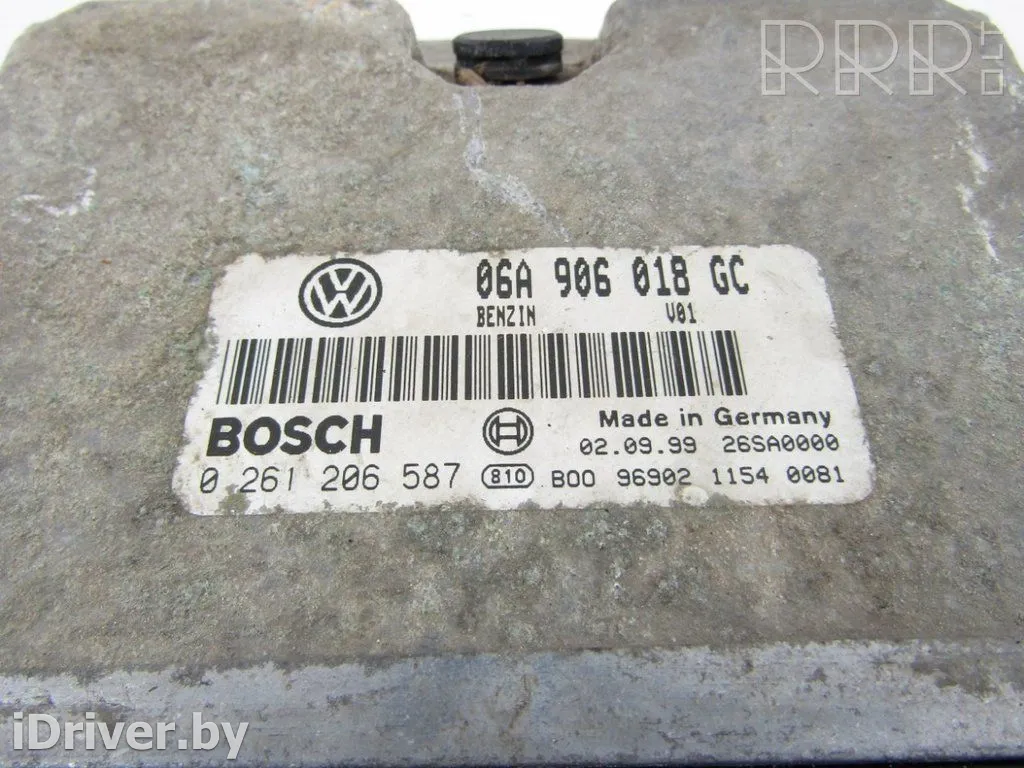 RRR.LT
06A 906 018 GC
BENZIN V01
BOSCH
Made in Germany
02.09.99 26SA0000
0 261 206 587 810 B00 96902 1154 0081
iDriver.by